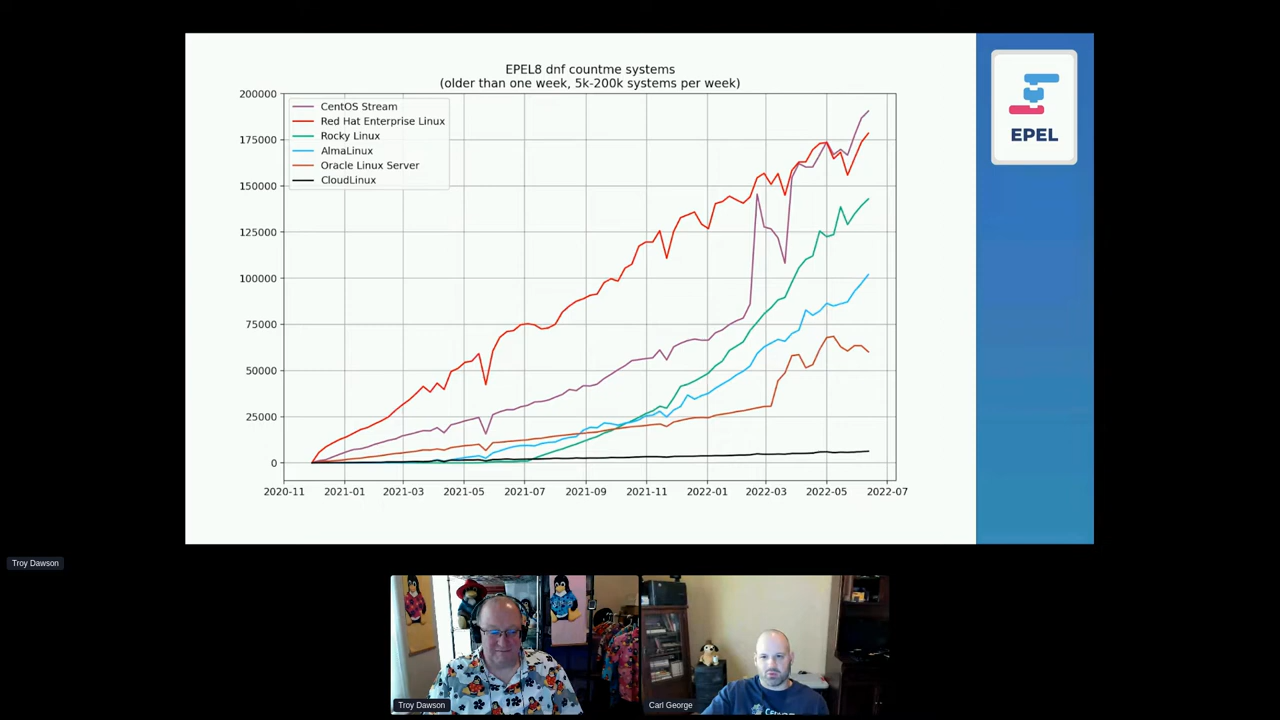 EPEL8 dnf countme systems
(older than one week, 5k-200k systems per week)
200000
175000
150000
125000
100000
75000
50000
25000
0
CentOS Stream
Red Hat Enterprise Linux
Rocky Linux
AlmaLinux
Oracle Linux Server
CloudLinux
2020-11 2021-01 2021-03 2021-05 2021-07 2021-09 2021-11 2022-01 2022-03 2022-05 2022-07
EPEL
Troy Dawson
Troy Dawson
Carl George